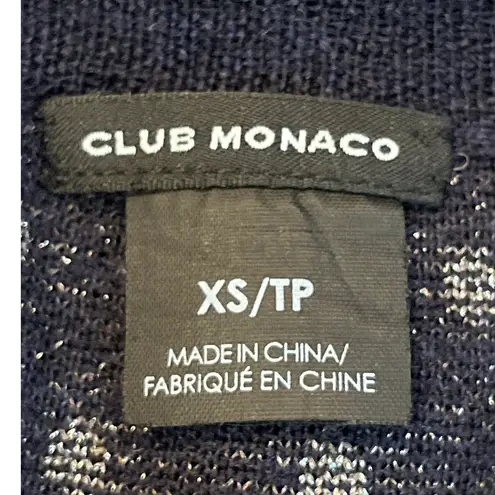 CLUB MONACO
XS/TP
MADE IN CHINA/
FABRIQUÉ EN CHINE